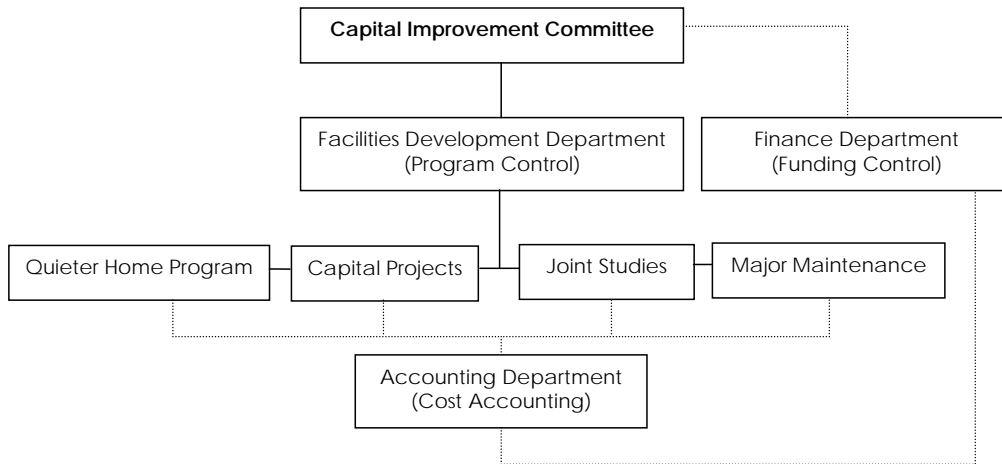 Capital Improvement Committee
Facilities Development Department
(Program Control)
Finance Department
(Funding Control)
Quieter Home Program
Capital Projects
Joint Studies
Major Maintenance
Accounting Department
(Cost Accounting)